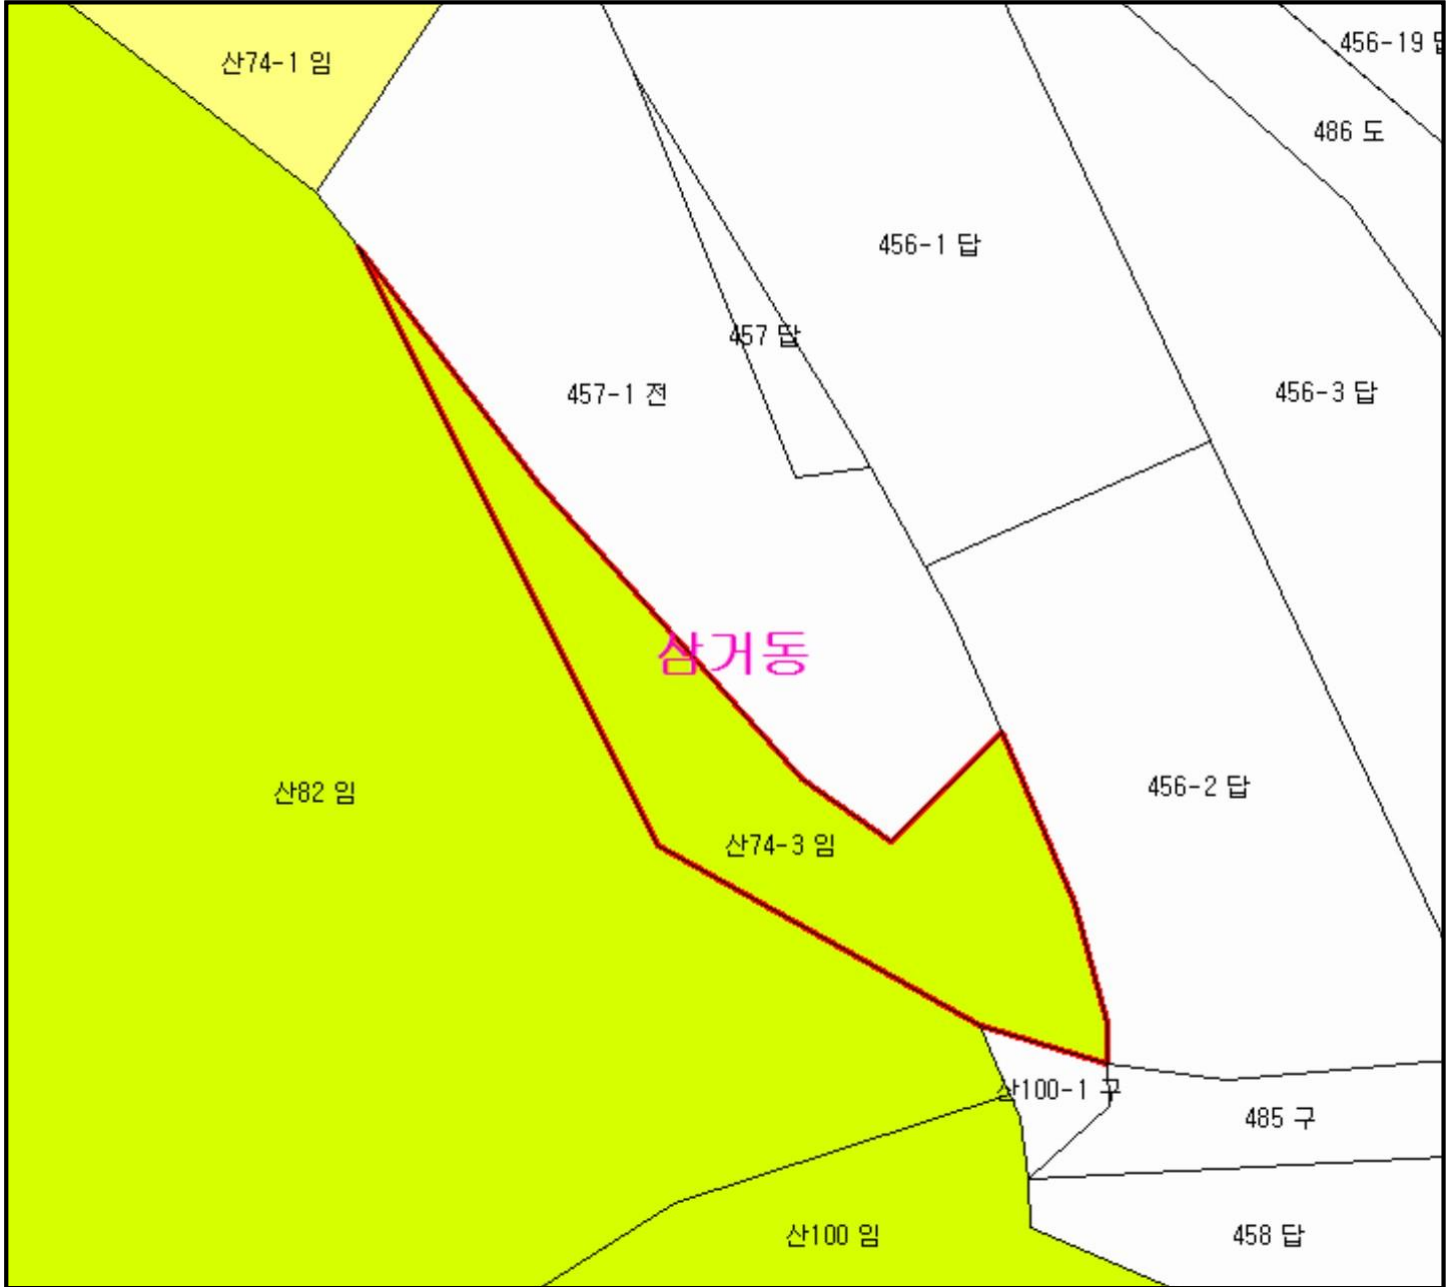 산74-1 임
456-19
486 도
456-1 답
457 답
457-1 전
456-3 답
삼거동
산82 임
456-2 답
산74-3 임
산100-1 구
485 구
산100 임
458 답